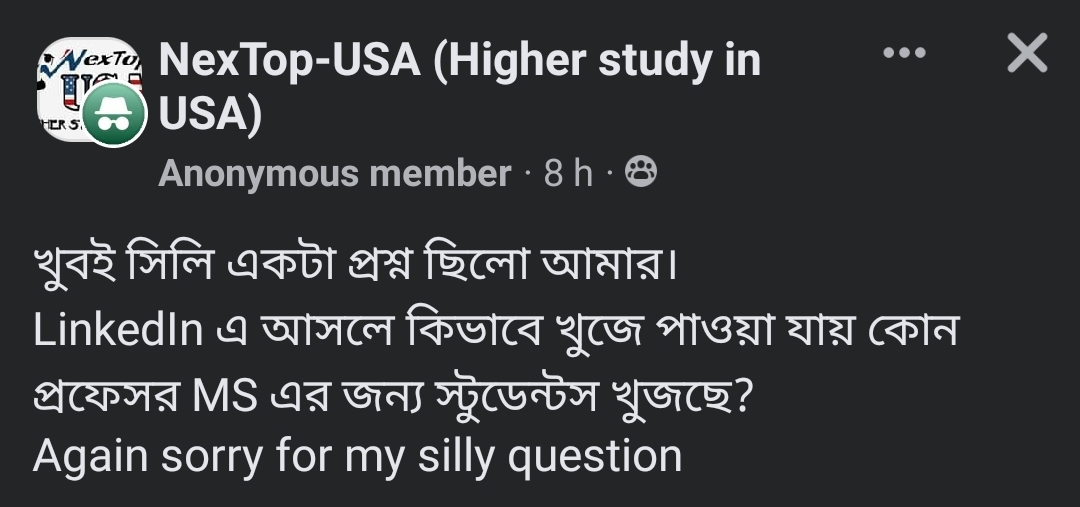 NexTop-USA (Higher study in
USA)
Anonymous member · 8 h ·
খুবই সিলি একটা প্রশ্ন ছিলো আমার।
LinkedIn এ আসলে কিভাবে খুজে পাওয়া যায় কোন
প্রফেসর MS এর জন্য স্টুডেন্টস খুজছে?
Again sorry for my silly question